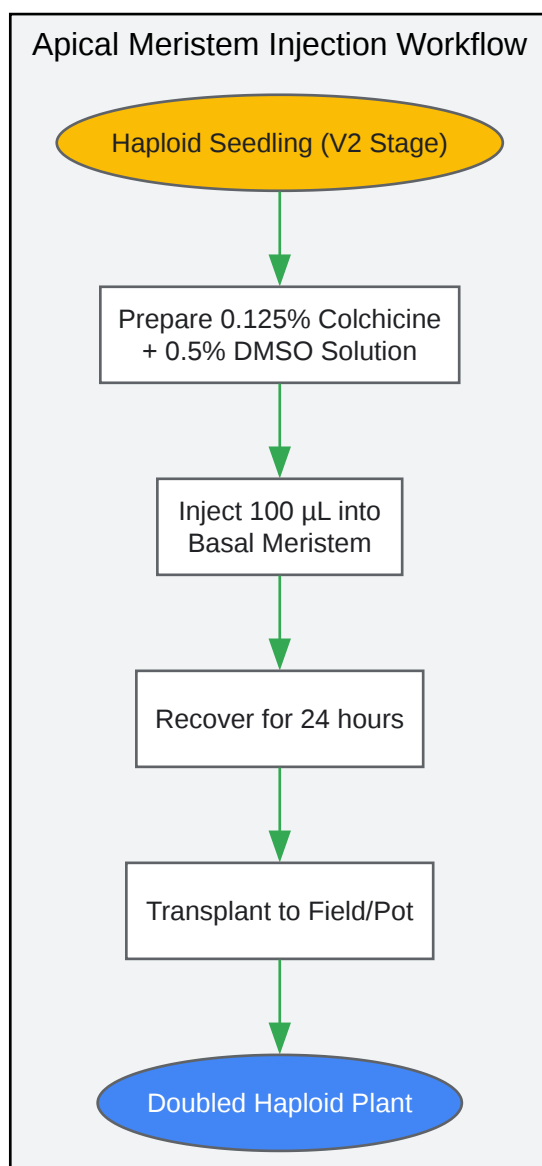 Apical Meristem Injection Workflow
Haploid Seedling (V2 Stage)
Prepare 0.125% Colchicine
+ 0.5% DMSO Solution
Inject 100 µL into
Basal Meristem
Recover for 24 hours
Transplant to Field/Pot
Doubled Haploid Plant